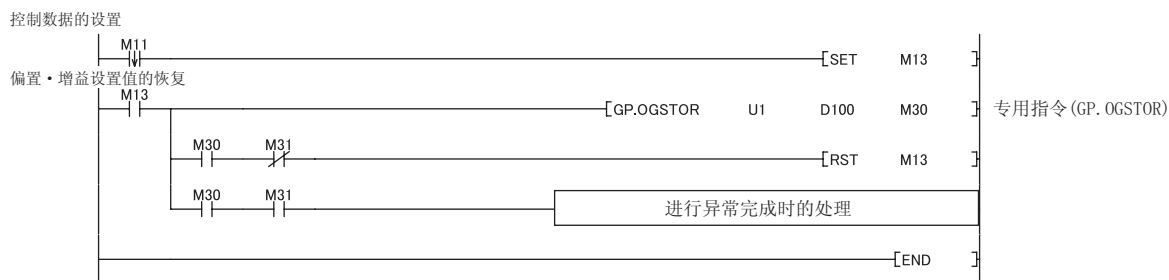 控制数据的设置
M11
[SET M13 ]
偏置·增益设置值的恢复
M13
[GP.OGSTOR U1 D100 M30 ] 专用指令(GP. OGSTOR)
M30 M31
[RST M13 ]
M30 M31
进行异常完成时的处理
[END ]